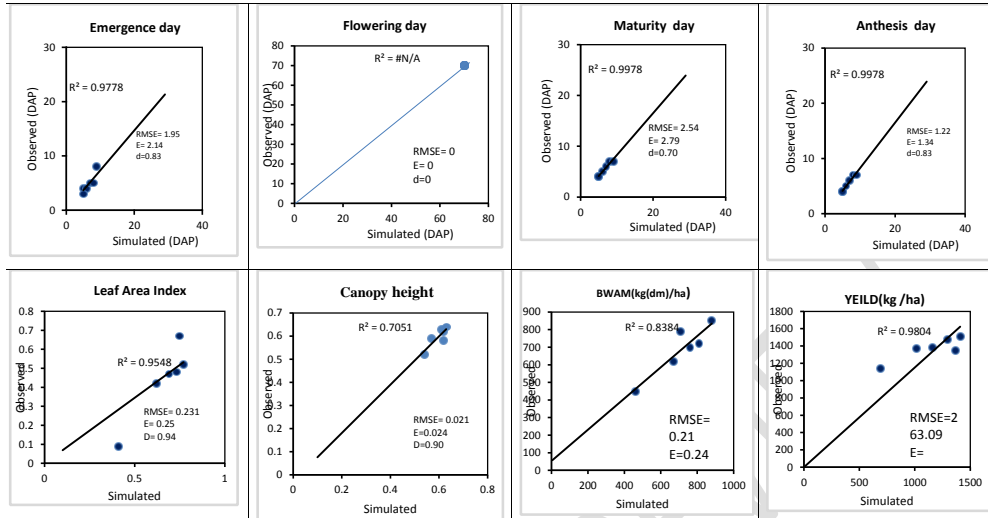 Emergence day
30
20
10
0
0
20
40
Observed (DAP)
Simulated (DAP)
R² = 0.9778
RMSE= 1.95
E= 2.14
d=0.83
Flowering day
80
70
60
50
40
30
20
10
0
0
20
40
60
80
Observed (DAP)
Simulated (DAP)
R² = #N/A
RMSE= 0
E= 0
d=0
Maturity day
30
20
10
0
0
20
40
Observed (DAP)
Simulated (DAP)
R² = 0.9978
RMSE= 2.54
E= 2.79
d=0.70
Anthesis day
30
20
10
0
0
20
40
Observed (DAP)
Simulated (DAP)
R² = 0.9978
RMSE= 1.22
E= 1.34
d=0.83
Leaf Area Index
0.8
0.7
0.6
0.5
0.4
0.3
0.2
0.1
0
0
0.5
1
Observed
Simulated
R² = 0.9548
RMSE= 0.231
E= 0.25
D= 0.94
Canopy height
0.7
0.6
0.5
0.4
0.3
0.2
0.1
0
0.0
0.2
0.4
0.6
0.8
Observed
Simulated
R² = 0.7051
RMSE= 0.021
E=0.024
D=0.90
BWAM(kg(dm)/ha)
900
800
700
600
500
400
300
200
100
0
0
200
400
600
800
1000
Observed
Simulated
R² = 0.8384
RMSE=
0.21
E=0.24
YEILD(kg /ha)
1800
1600
1400
1200
1000
800
600
400
200
0
0
500
1000
1500
Observed
Simulated
R² = 0.9804
RMSE=2
63.09
E=